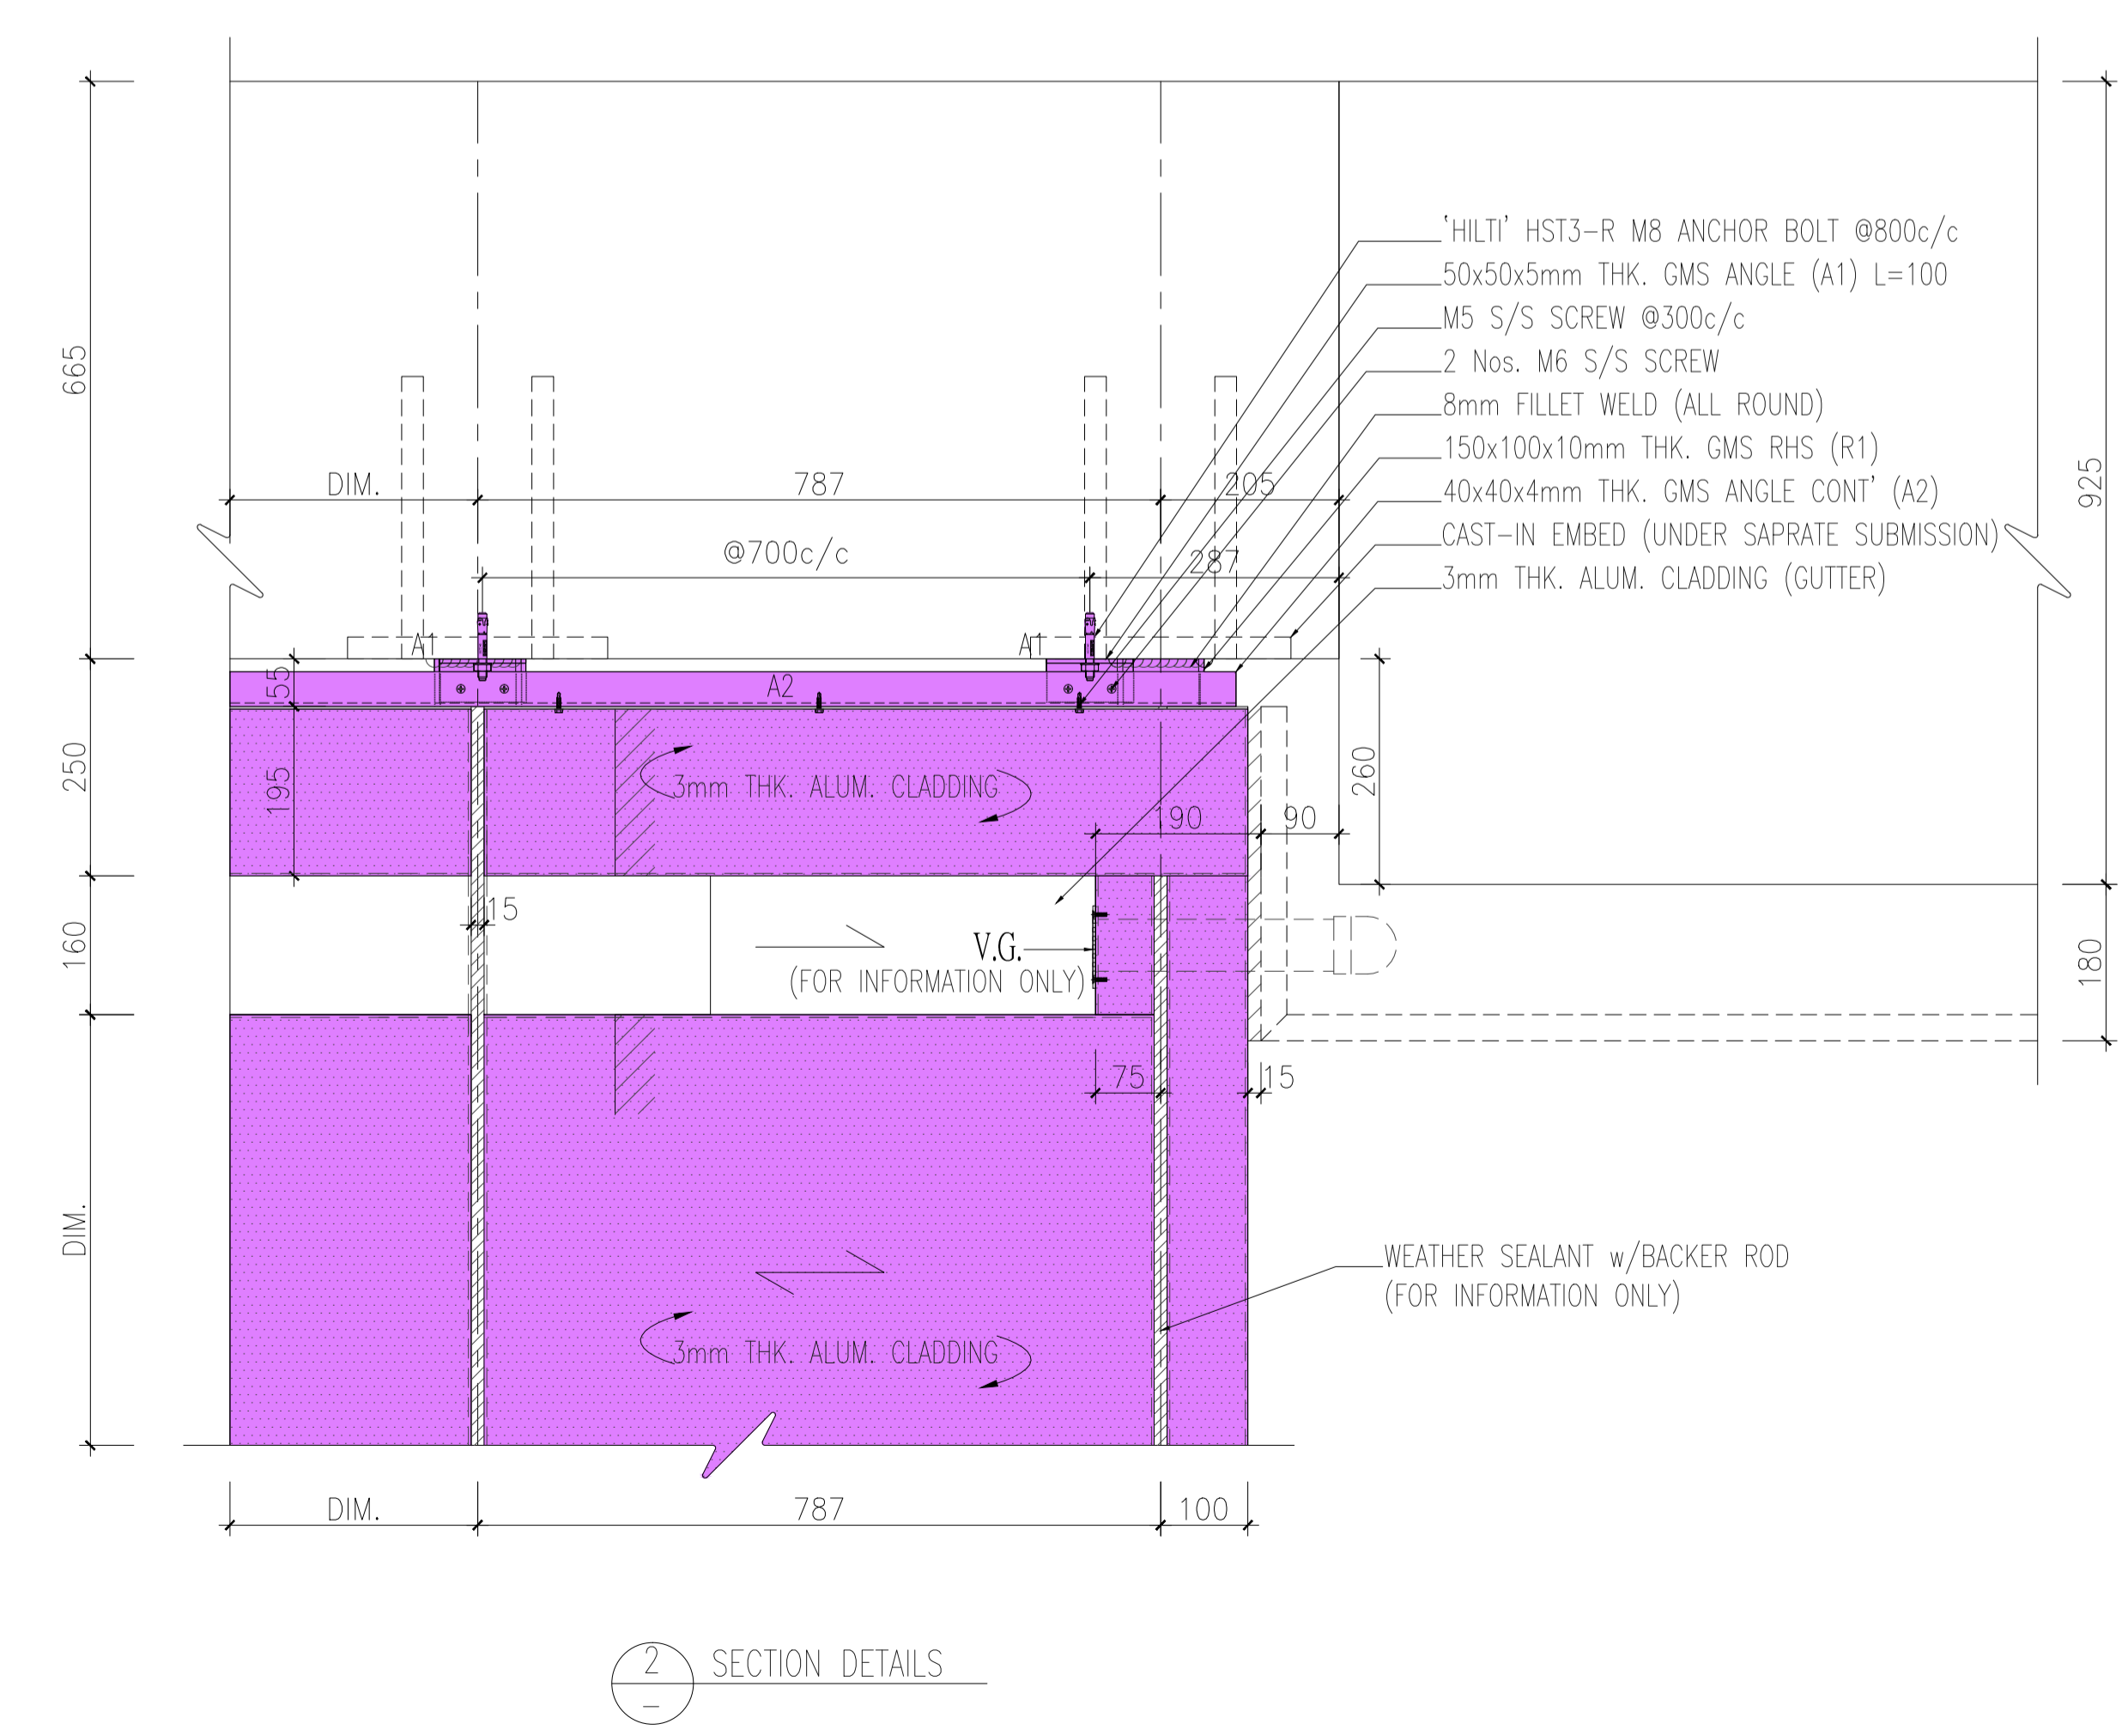 'HILTI' HST3-R M8 ANCHOR BOLT @800c/c
50x50x5mm THK. GMS ANGLE (A1) L=100
M5 S/S SCREW @300c/c
2 Nos. M6 S/S SCREW
8mm FILLET WELD (ALL ROUND)
150x100x10mm THK. GMS RHS (R1)
40x40x4mm THK. GMS ANGLE CONT' (A2)
CAST-IN EMBED (UNDER SAPRATE SUBMISSION)
3mm THK. ALUM. CLADDING (GUTTER)
665
925
DIM.
787
205
@700c/c
287
A1
A1
55
A2
250
195
3mm THK. ALUM. CLADDING
260
190
90
15
160
V.G.
(FOR INFORMATION ONLY)
180
75
15
DIM.
WEATHER SEALANT w/BACKER ROD
(FOR INFORMATION ONLY)
3mm THK. ALUM. CLADDING
DIM.
787
100
2
SECTION DETAILS